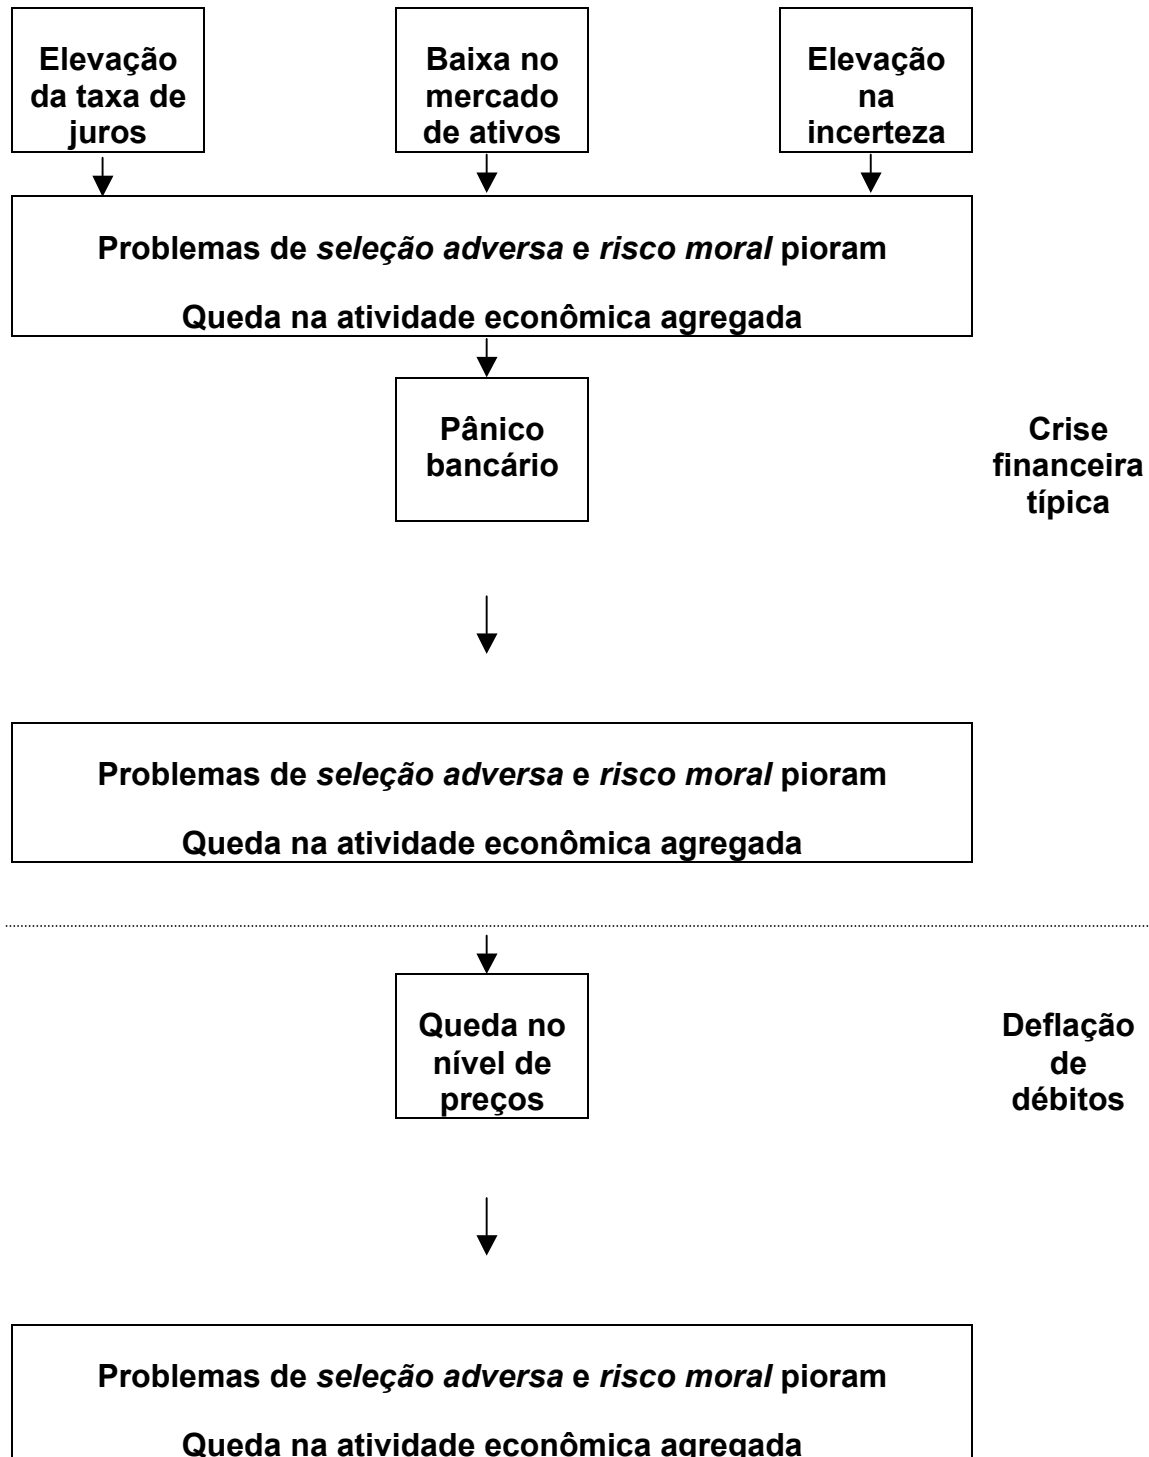 Elevação
da taxa de
juros
Baixa no
mercado
de ativos
Elevação
na
incerteza
Problemas de seleção adversa e risco moral pioram
Queda na atividade econômica agregada
Pânico
bancário
Crise
financeira
típica
Problemas de seleção adversa e risco moral pioram
Queda na atividade econômica agregada
Queda no
nível de
preços
Deflação
de
débitos
Problemas de seleção adversa e risco moral pioram
Queda na atividade econômica agregada